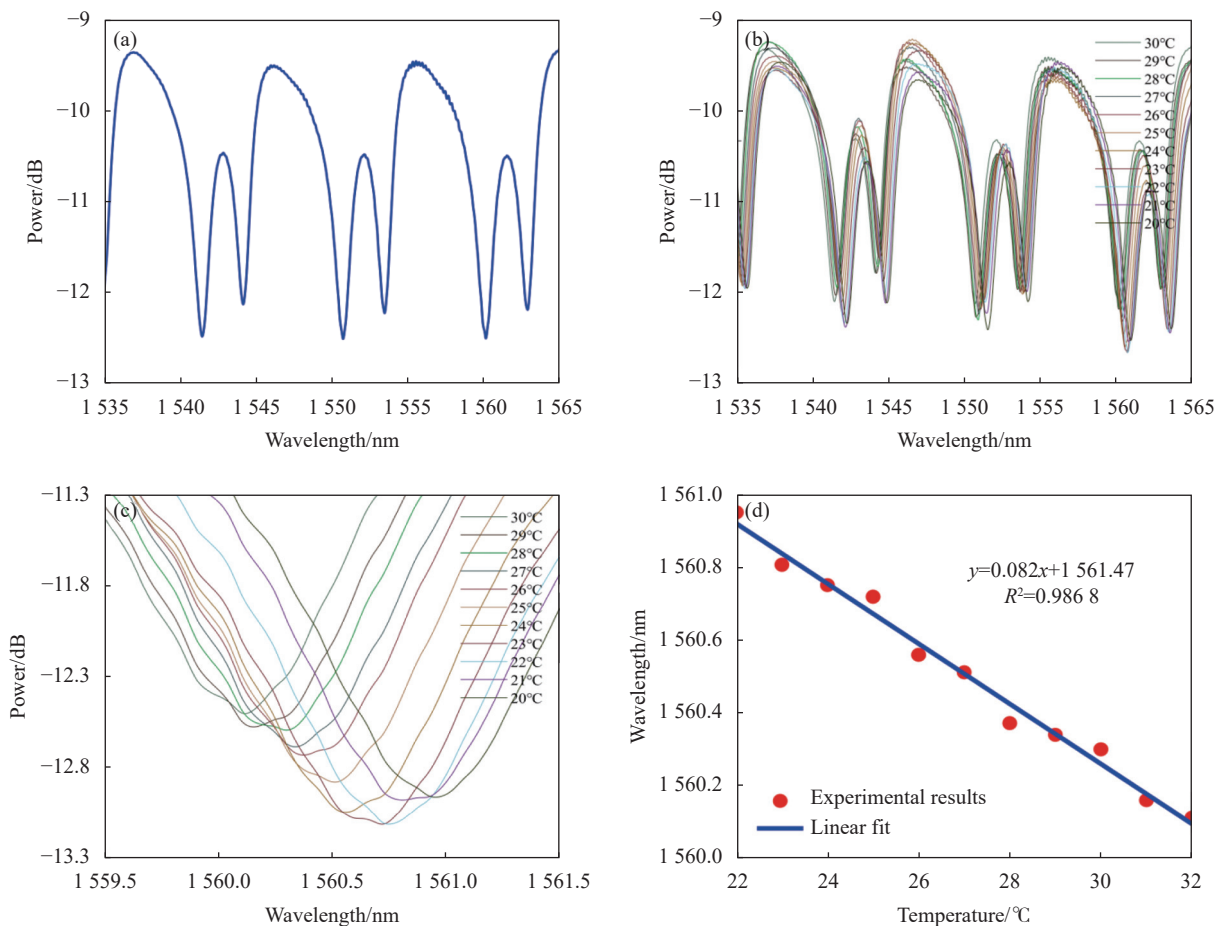 (a)
−9
−10
−11
−12
−13
Power/dB
1 535 1 540 1 545 1 550 1 555 1 560 1 565
Wavelength/nm
(b)
−9
−10
−11
−12
−13
Power/dB
30℃
29℃
28℃
27℃
26℃
25℃
24℃
23℃
22℃
21℃
20℃
1 535 1 540 1 545 1 550 1 555 1 560 1 565
Wavelength/nm
(c)
−11.3
−11.8
−12.3
−12.8
−13.3
Power/dB
30℃
29℃
28℃
27℃
26℃
25℃
24℃
23℃
22℃
21℃
20℃
1 559.5 1 560.0 1 560.5 1 561.0 1 561.5
Wavelength/nm
(d)
1 561.0
1 560.8
1 560.6
1 560.4
1 560.2
1 560.0
Wavelength/nm
y=0.082x+1 561.47
R²=0.986 8
Experimental results
Linear fit
22 24 26 28 30 32
Temperature/℃